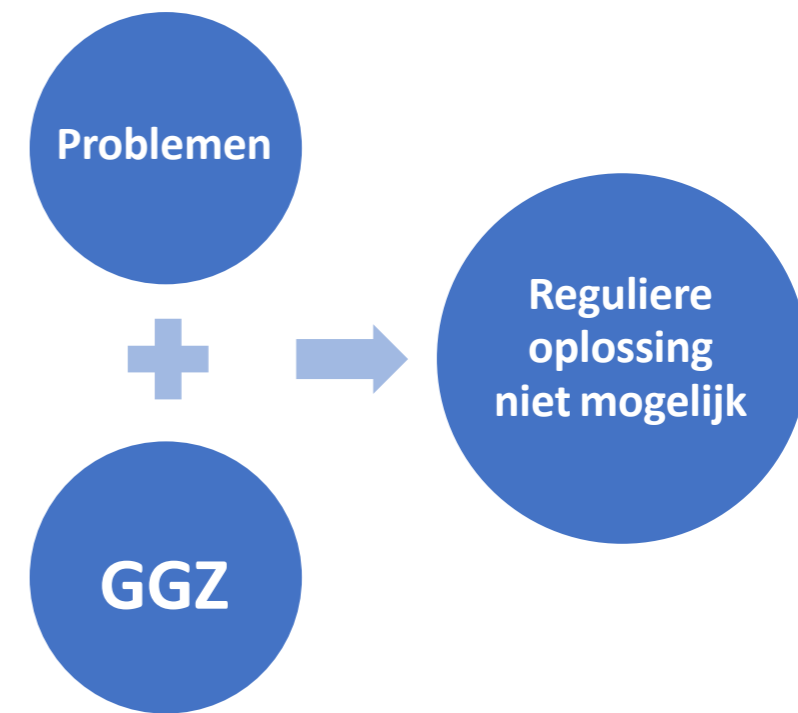 Problemen
GGZ
Reguliere
oplossing
niet mogelijk